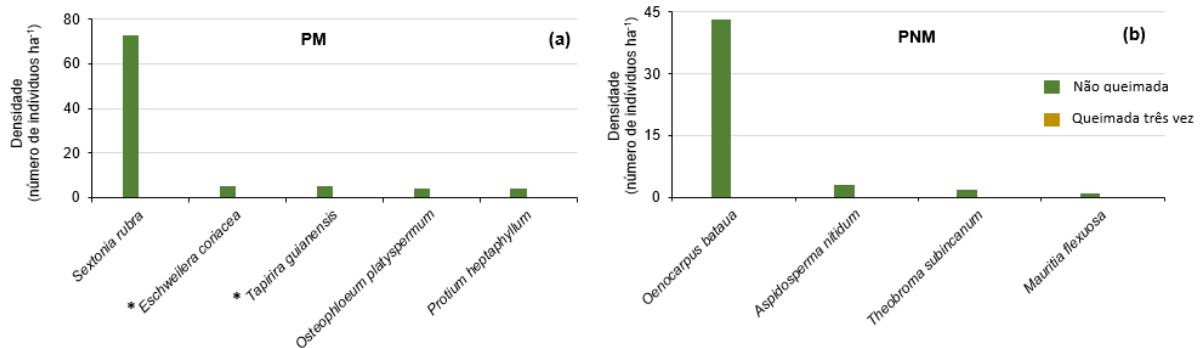 PM
(a)
Densidade
(número de indivíduos ha⁻¹)
80
60
40
20
0
Sextonia rubra
* Eschweilera coriacea
* Tapirira guianensis
Osteophloeum platyspermum
Protium heptaphyllum
PNM
(b)
Densidade
(número de indivíduos ha⁻¹)
45
30
15
0
Oenocarpus bataua
Aspidosperma nitidum
Theobroma subincanum
Mauritia flexuosa
Não queimada
Queimada três vez